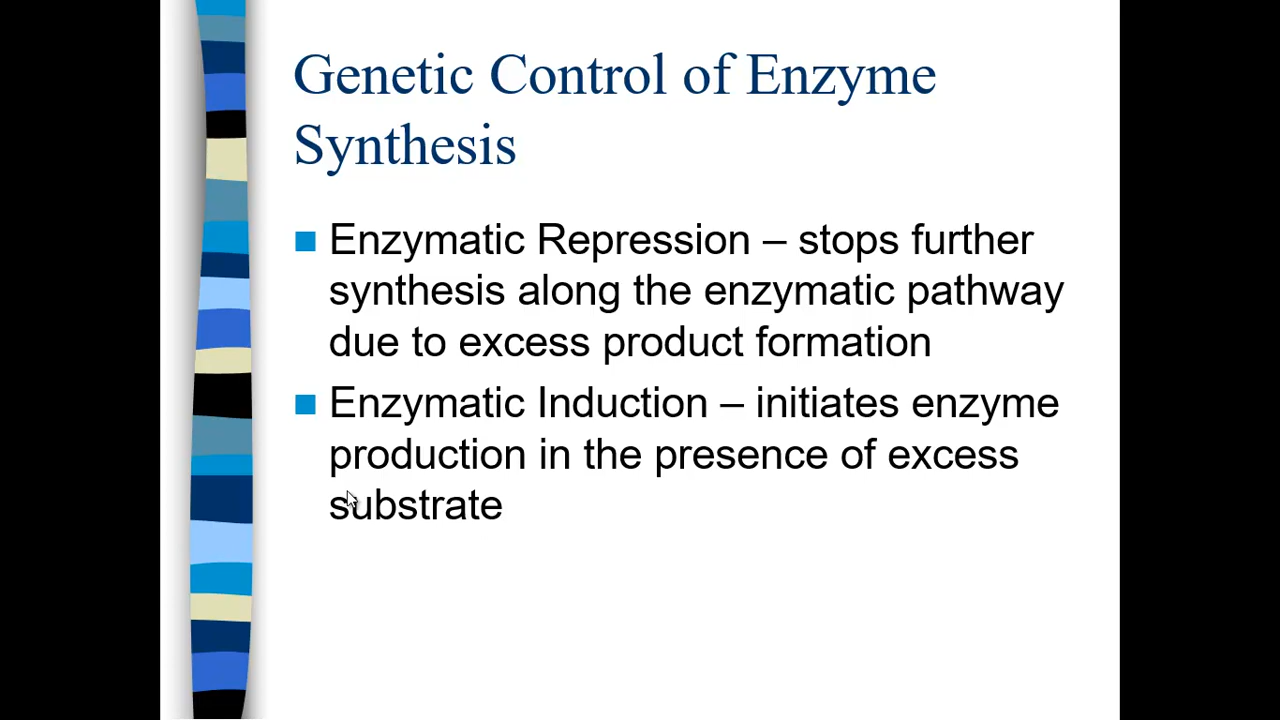 Genetic Control of Enzyme
Synthesis
Enzymatic Repression – stops further
synthesis along the enzymatic pathway
due to excess product formation
Enzymatic Induction – initiates enzyme
production in the presence of excess
substrate